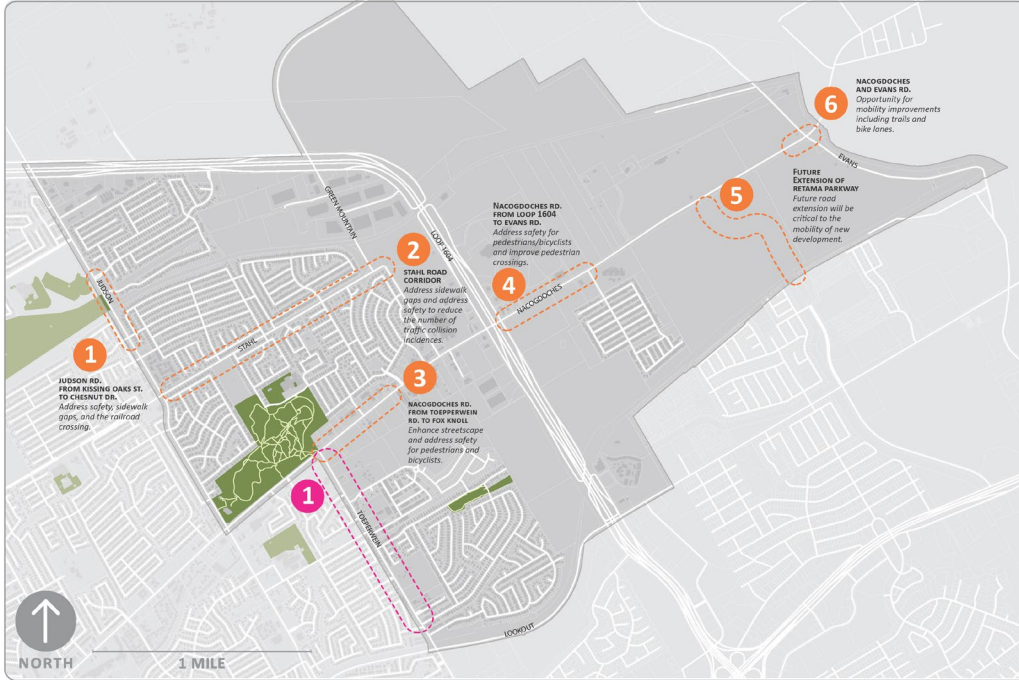 6
NACOGDOCHES
AND EVANS RD.
Opportunity for
mobility improvements
including trails and
bike lanes.
EVANS
5
FUTURE
EXTENSION OF
RETAMA PARKWAY
Future road
extension will be
critical to the
mobility of new
development.
GREEN MOUNTAIN
LOOP 1604
NACOGDOCHES RD.
FROM LOOP 1604
TO EVANS RD.
Address safety for
pedestrians/bicyclists
and improve pedestrian
crossings.
4
NACOGDOCHES
2
STAHL ROAD
CORRIDOR
Address sidewalk
gaps and address
safety to reduce
the number of
traffic collision
incidences.
STAHL
JUDSON
1
JUDSON RD.
FROM KISSING OAKS ST.
TO CHESNUT DR.
Address safety, sidewalk
gaps, and the railroad
crossing.
3
NACOGDOCHES RD.
FROM TOEPPERWEIN
RD. TO FOX KNOLL
Enhance streetscape
and address safety
for pedestrians and
bicyclists.
1
TOEPERWEIN
LOOKOUT
NORTH
1 MILE